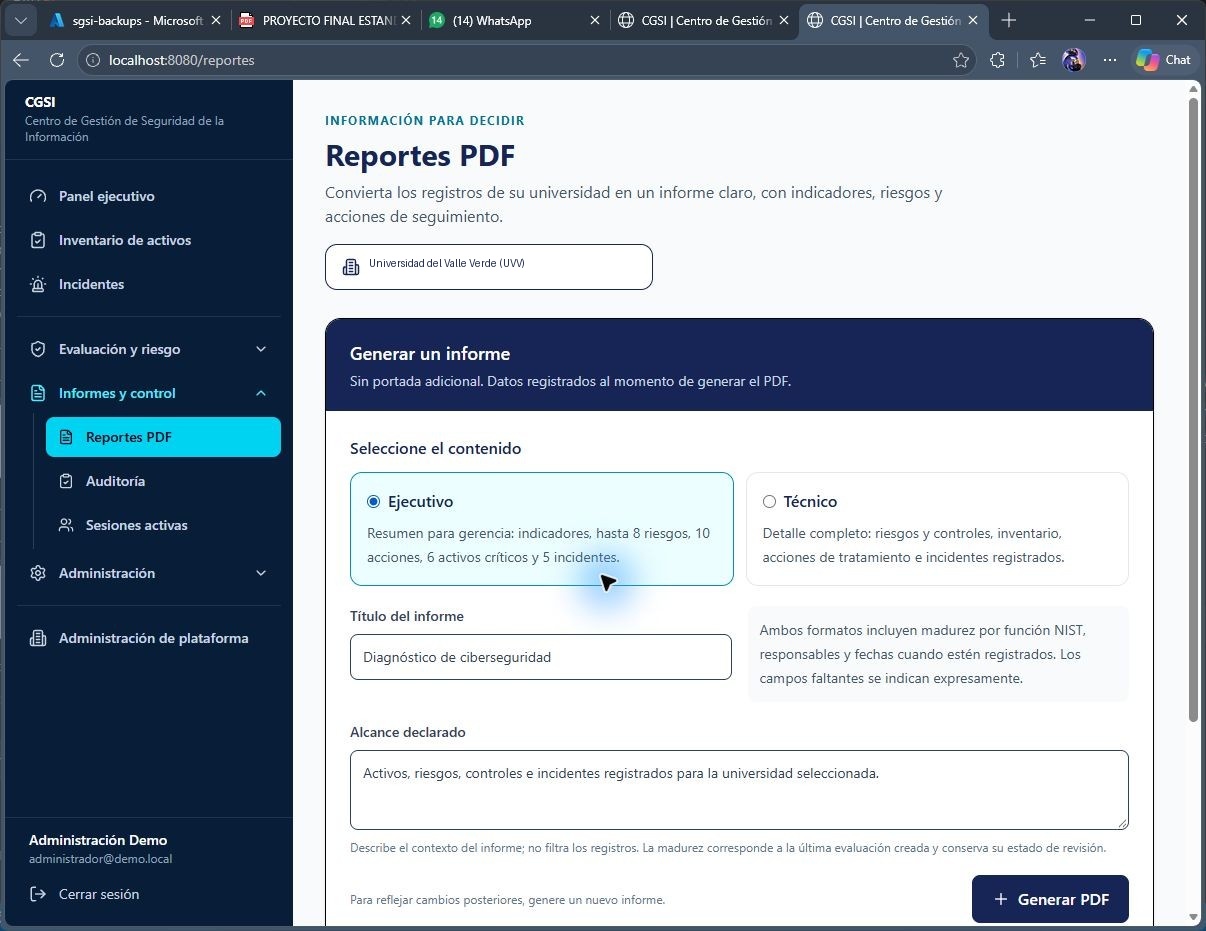 sgsi-backups - Microsoft
PROYECTO FINAL ESTAN
(14) WhatsApp
CGSI | Centro de Gestión
CGSI | Centro de Gestión
localhost:8080/reportes
Chat
CGSI
Centro de Gestión de Seguridad de la
Información
Panel ejecutivo
Inventario de activos
Incidentes
Evaluación y riesgo
Informes y control
Reportes PDF
Auditoría
Sesiones activas
Administración
Administración de plataforma
Administración Demo
administrador@demo.local
Cerrar sesión
INFORMACIÓN PARA DECIDIR
Reportes PDF
Convierta los registros de su universidad en un informe claro, con indicadores, riesgos y
acciones de seguimiento.
Universidad del Valle Verde (UVV)
Generar un informe
Sin portada adicional. Datos registrados al momento de generar el PDF.
Seleccione el contenido
Ejecutivo
Resumen para gerencia: indicadores, hasta 8 riesgos, 10
acciones, 6 activos críticos y 5 incidentes.
Técnico
Detalle completo: riesgos y controles, inventario,
acciones de tratamiento e incidentes registrados.
Título del informe
Diagnóstico de ciberseguridad
Ambos formatos incluyen madurez por función NIST,
responsables y fechas cuando estén registrados. Los
campos faltantes se indican expresamente.
Alcance declarado
Activos, riesgos, controles e incidentes registrados para la universidad seleccionada.
Describe el contexto del informe; no filtra los registros. La madurez corresponde a la última evaluación creada y conserva su estado de revisión.
Para reflejar cambios posteriores, genere un nuevo informe.
+ Generar PDF